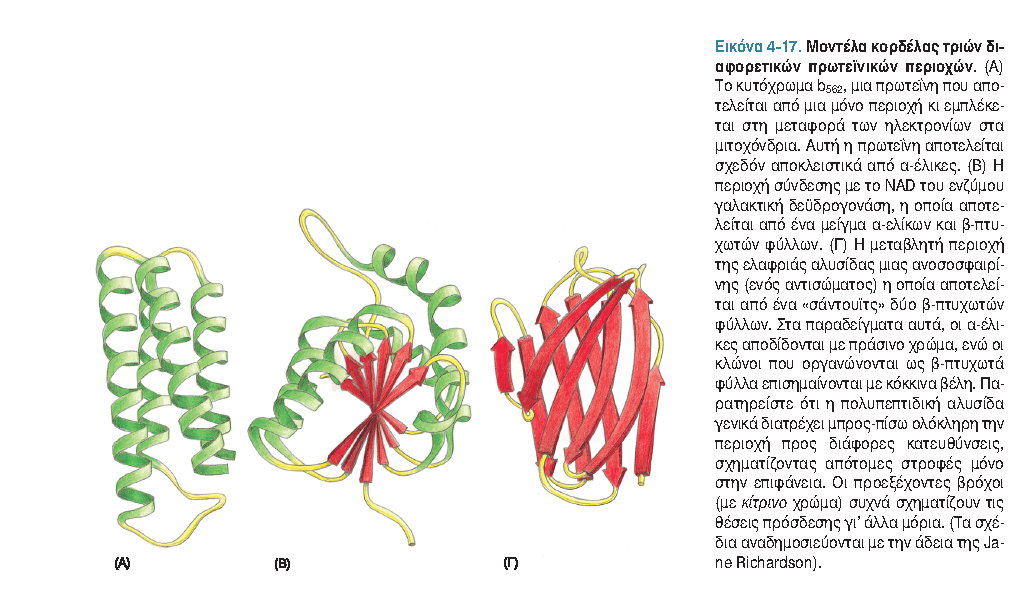 Εικόνα 4-17. Μοντέλα κορδέλας τριών δι-
αφορετικών πρωτεϊνικών περιοχών. (Α)
Το κυτόχρωμα b562, μια πρωτεΐνη που απο-
τελείται από μια μόνο περιοχή κι εμπλέκε-
ται στη μεταφορά των ηλεκτρονίων στα
μιτοχόνδρια. Αυτή η πρωτεΐνη αποτελείται
σχεδόν αποκλειστικά από α-έλικες. (Β) Η
περιοχή σύνδεσης με το NAD του ενζύμου
γαλακτική δεϋδρογονάση, η οποία αποτε-
λείται από ένα μείγμα α-ελίκων και β-πτυ-
χωτών φύλλων. (Γ) Η μεταβλητή περιοχή
της ελαφριάς αλυσίδας μιας ανοσοσφαιρί-
νης (ενός αντισώματος) η οποία αποτελεί-
ται από ένα «σάντουϊτς» δύο β-πτυχωτών
φύλλων. Στα παραδείγματα αυτά, οι α-έλι-
κες αποδίδονται με πράσινο χρώμα, ενώ οι
κλώνοι που οργανώνονται ως β-πτυχωτά
φύλλα επισημαίνονται με κόκκινα βέλη. Πα-
ρατηρείστε ότι η πολυπεπτιδική αλυσίδα
γενικά διατρέχει μπρος-πίσω ολόκληρη την
περιοχή προς διάφορες κατευθύνσεις,
σχηματίζοντας απότομες στροφές μόνο
στην επιφάνεια. Οι προεξέχοντες βρόχοι
(με κίτρινο χρώμα) συχνά σχηματίζουν τις
θέσεις πρόσδεσης γι' άλλα μόρια. (Τα σχέ-
δια αναδημοσιεύονται με την άδεια της Ja-
ne Richardson).
(Α)
(Β)
(Γ)